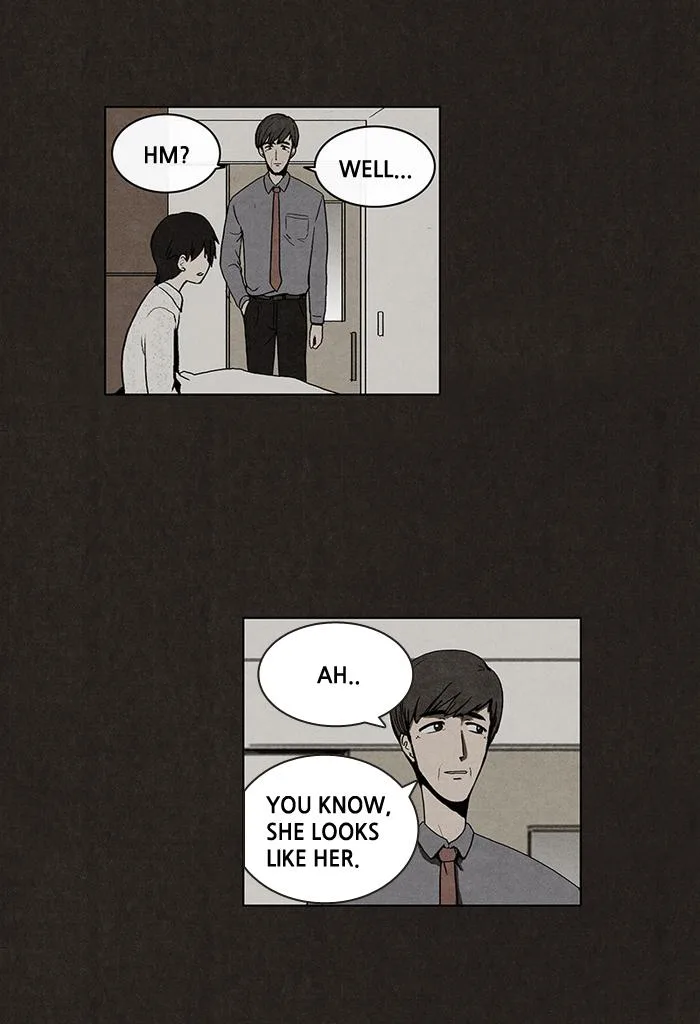 HM?
WELL...
AH..
YOU KNOW,
SHE LOOKS
LIKE HER.